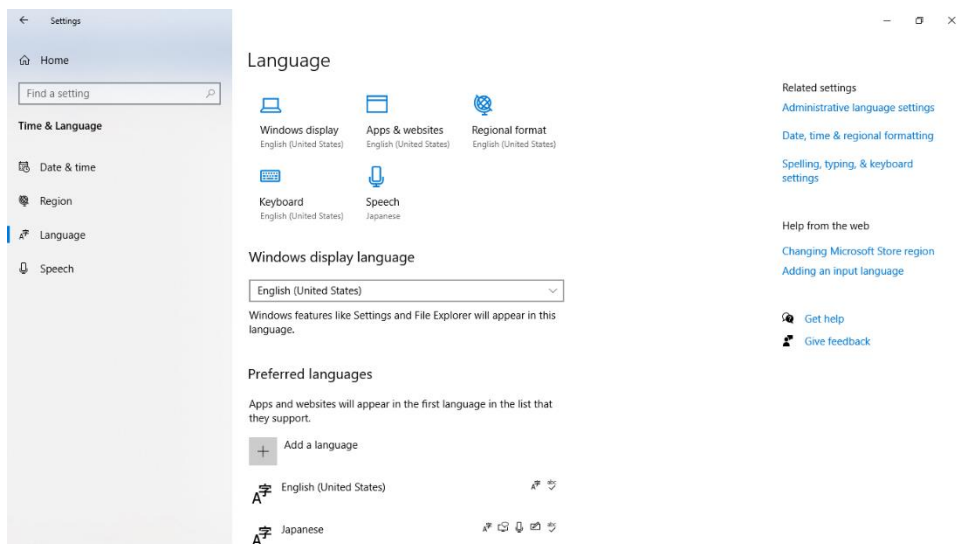 Settings
Home
Find a setting
Time & Language
Date & time
Region
Language
Speech
Language
Windows display
English (United States)
Apps & websites
English (United States)
Regional format
English (United States)
Keyboard
English (United States)
Speech
Japanese
Windows display language
English (United States)
Windows features like Settings and File Explorer will appear in this
language.
Preferred languages
Apps and websites will appear in the first language in the list that
they support.
Add a language
English (United States)
Japanese
Related settings
Administrative language settings
Date, time & regional formatting
Spelling, typing, & keyboard
settings
Help from the web
Changing Microsoft Store region
Adding an input language
Get help
Give feedback